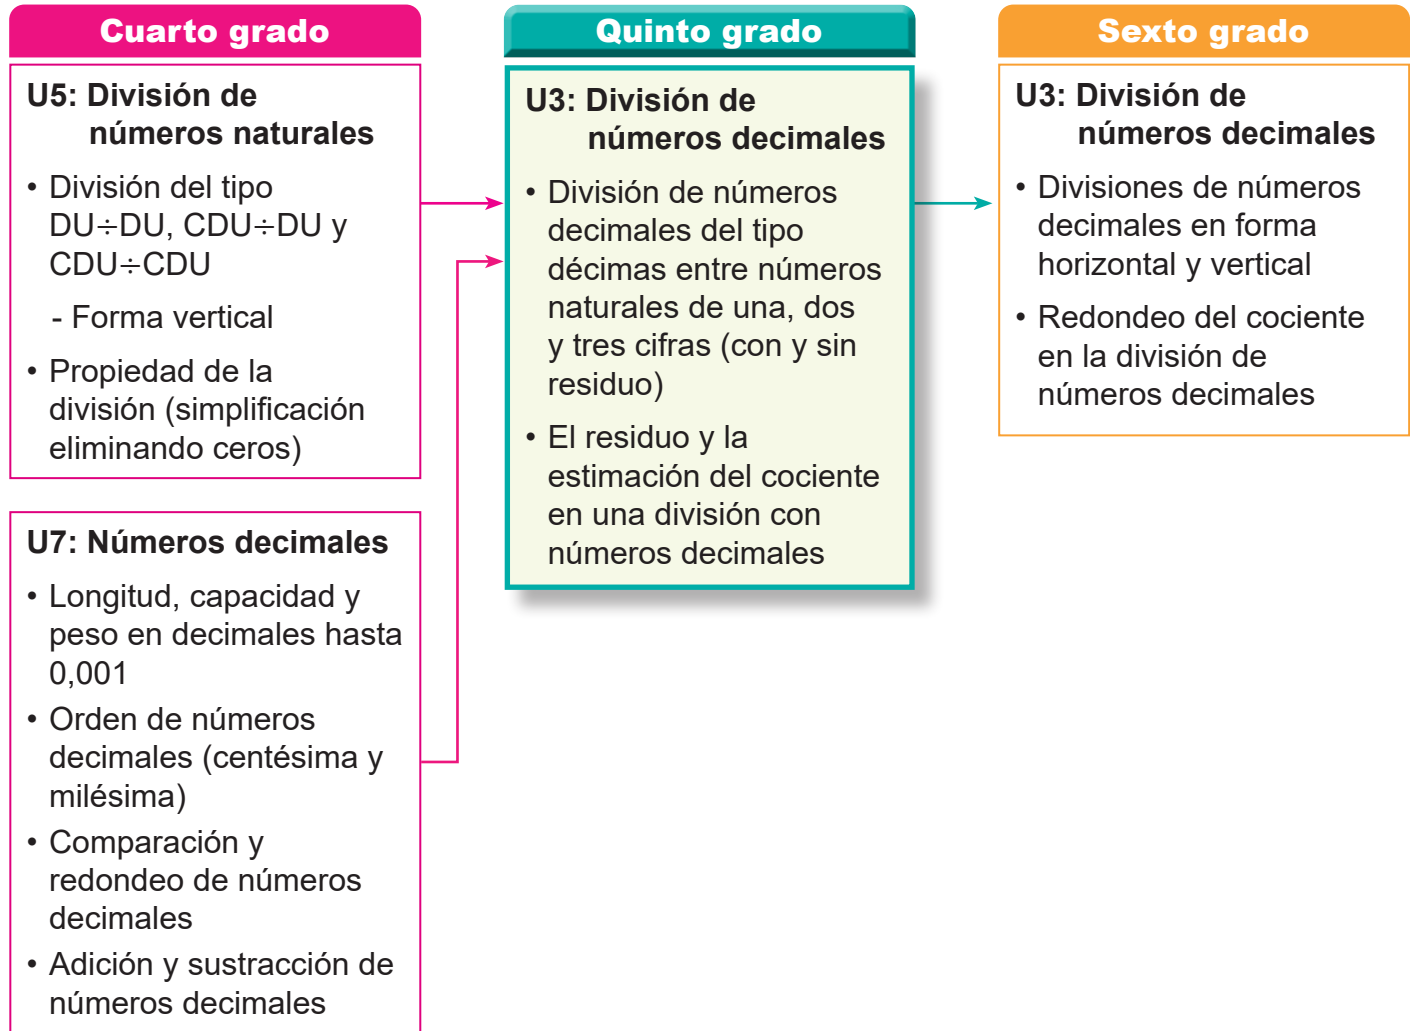 Cuarto grado
U5: División de
números naturales
• División del tipo
DU÷DU, CDU÷DU y
CDU÷CDU
- Forma vertical
• Propiedad de la
división (simplificación
eliminando ceros)
U7: Números decimales
• Longitud, capacidad y
peso en decimales hasta
0,001
• Orden de números
decimales (centésima y
milésima)
• Comparación y
redondeo de números
decimales
• Adición y sustracción de
números decimales
Quinto grado
U3: División de
números decimales
• División de números
decimales del tipo
décimas entre números
naturales de una, dos
y tres cifras (con y sin
residuo)
• El residuo y la
estimación del cociente
en una división con
números decimales
Sexto grado
U3: División de
números decimales
• Divisiones de números
decimales en forma
horizontal y vertical
• Redondeo del cociente
en la división de
números decimales